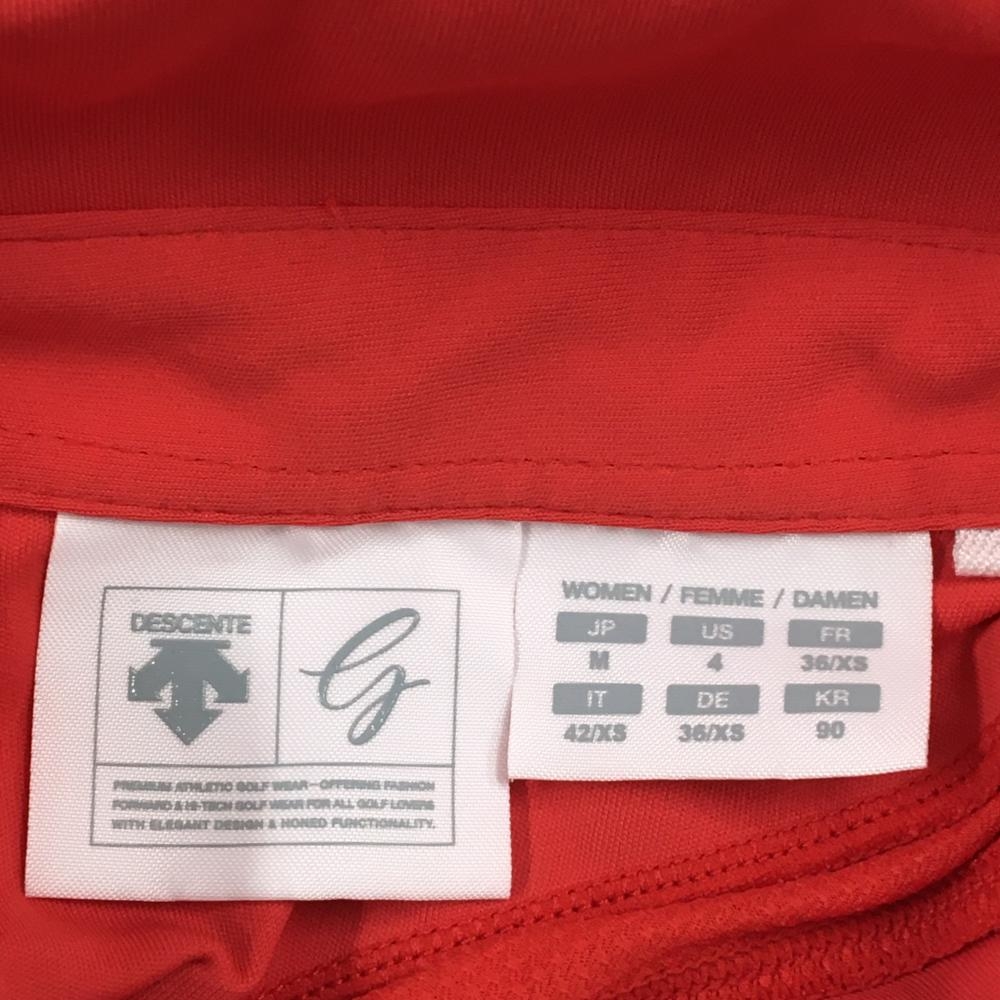 DESCENTE
G
PREMIUM ATHLETIC GOLF WEAR-OFFERING FASHION
FORWARD & HI-TECH GOLF WEAR FOR ALL GOLF LOVERS
WITH ELEGANT DESIGN & HONED FUNCTIONALITY.
WOMEN / FEMME / DAMEN
JP US FR
M 4 36/XS
IT DE KR
42/XS 36/XS 90